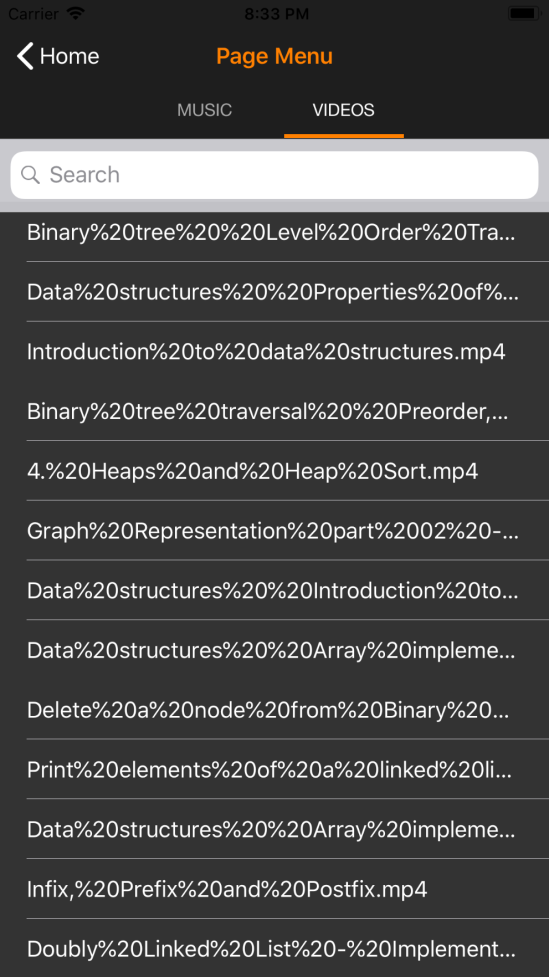 Carrier 8:33 PM
Home Page Menu
MUSIC VIDEOS
Search
Binary%20tree%20%20Level%20Order%20Tra...
Data%20structures%20%20Properties%20of%...
Introduction%20to%20data%20structures.mp4
Binary%20tree%20traversal%20%20Preorder,...
4.%20Heaps%20and%20Heap%20Sort.mp4
Graph%20Representation%20part%2002%20-...
Data%20structures%20%20Introduction%20to...
Data%20structures%20%20Array%20impleme...
Delete%20a%20node%20from%20Binary%20...
Print%20elements%20of%20a%20linked%20li...
Data%20structures%20%20Array%20impleme...
Infix,%20Prefix%20and%20Postfix.mp4
Doubly%20Linked%20List%20-%20Implement...